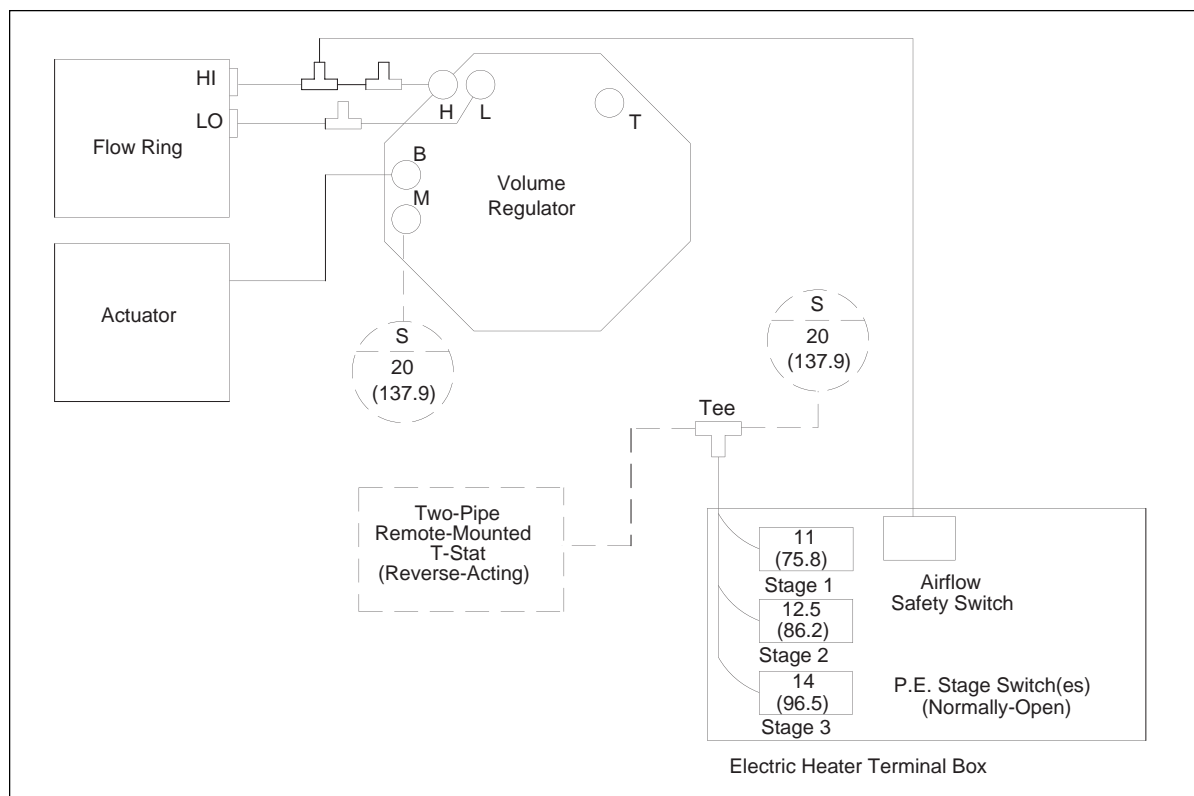 HI
LO
Flow Ring
H
L
T
B
M
Volume
Regulator
Actuator
S
20
(137.9)
S
20
(137.9)
Tee
Two-Pipe
Remote-Mounted
T-Stat
(Reverse-Acting)
11
(75.8)
Stage 1
12.5
(86.2)
Stage 2
14
(96.5)
Stage 3
Airflow
Safety Switch
P.E. Stage Switch(es)
(Normally-Open)
Electric Heater Terminal Box